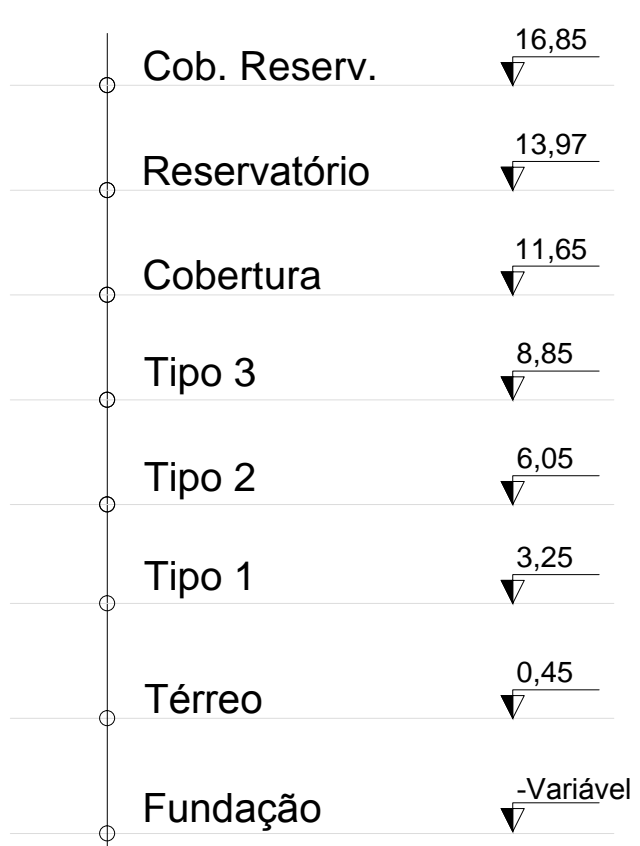 16,85
Cob. Reserv.
13,97
Reservatório
11,65
Cobertura
8,85
Tipo 3
6,05
Tipo 2
3,25
Tipo 1
0,45
Térreo
-Variável
Fundação